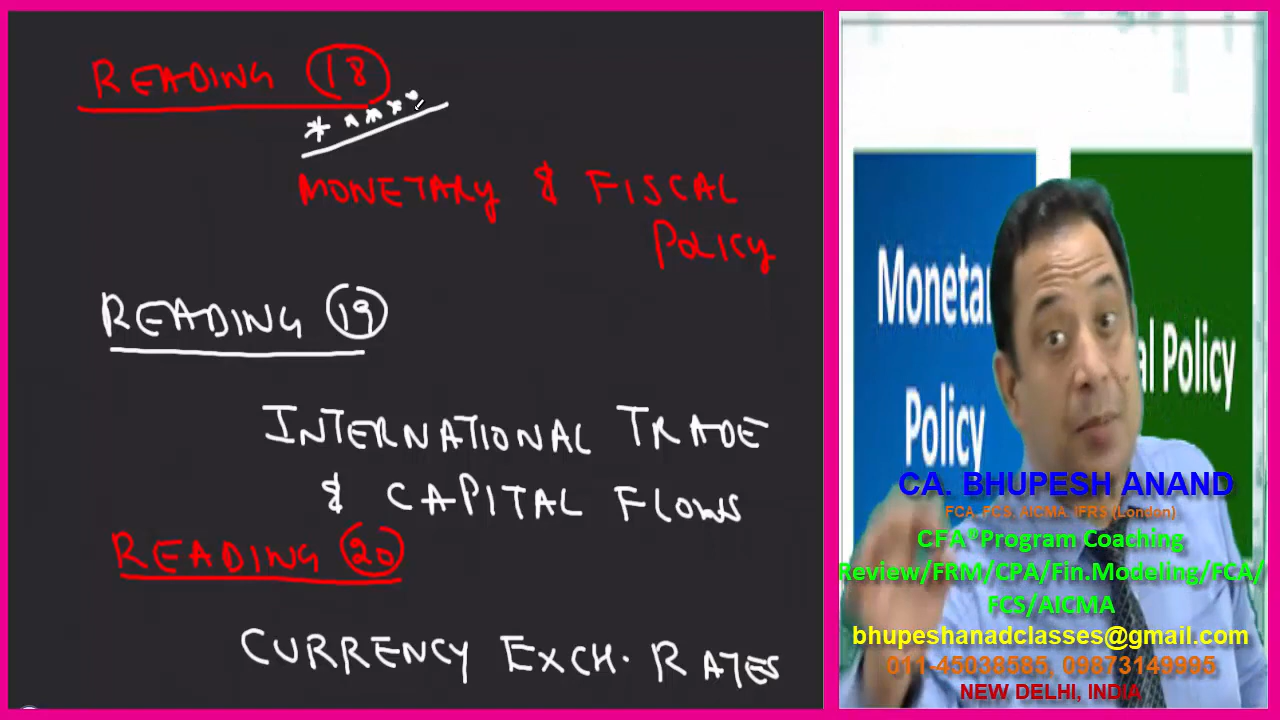 READING 18
MONETARY & FISCAL
POLICY
READING 19
INTERNATIONAL TRADE
& CAPITAL FLOWS
READING 20
CURRENCY EXCH. RATES
Monetar
Policy
al Policy
CA. BHUPESH ANAND
FCA .FCS. AICMA. IFRS (London)
CFA®Program Coaching
Review/FRM/CPA/Fin.Modeling/FCA/
FCS/AICMA
bhupeshanadclasses@gmail.com
011-45038585, 09873149995
NEW DELHI, INDIA